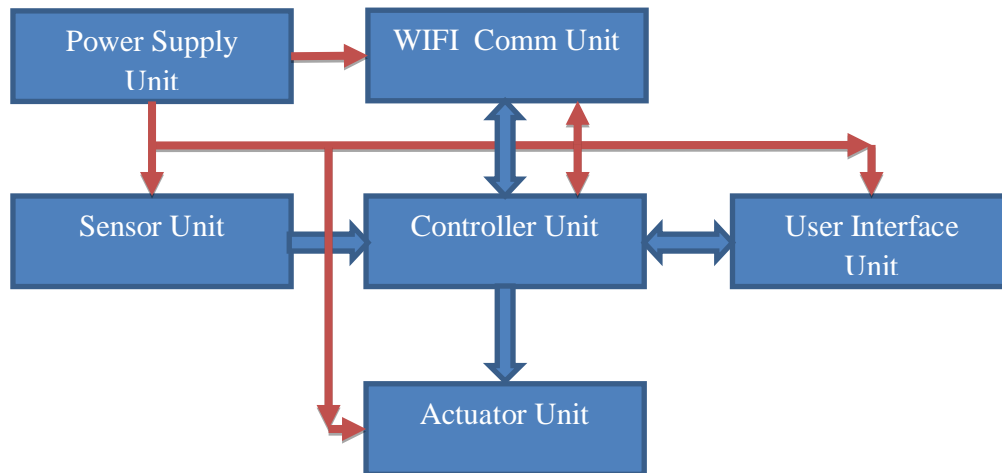 Power Supply
Unit
WIFI  Comm Unit
Sensor Unit
Controller Unit
User Interface
Unit
Actuator Unit